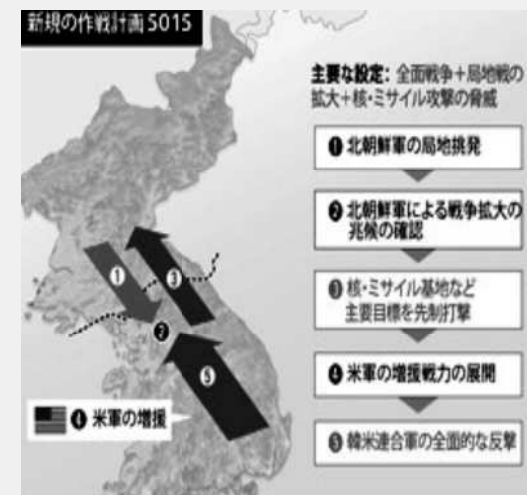 新規の作戦計画5015
主要な設定: 全面戦争+局地戦の
拡大+核・ミサイル攻撃の脅威
❶ 北朝鮮軍の局地挑発
❷ 北朝鮮軍による戦争拡大の
兆候の確認
❸ 核・ミサイル基地など
主要目標を先制打撃
❹ 米軍の増援戦力の展開
❺ 韓米連合軍の全面的な反撃
①
❷
③
⑤
❹ 米軍の増援